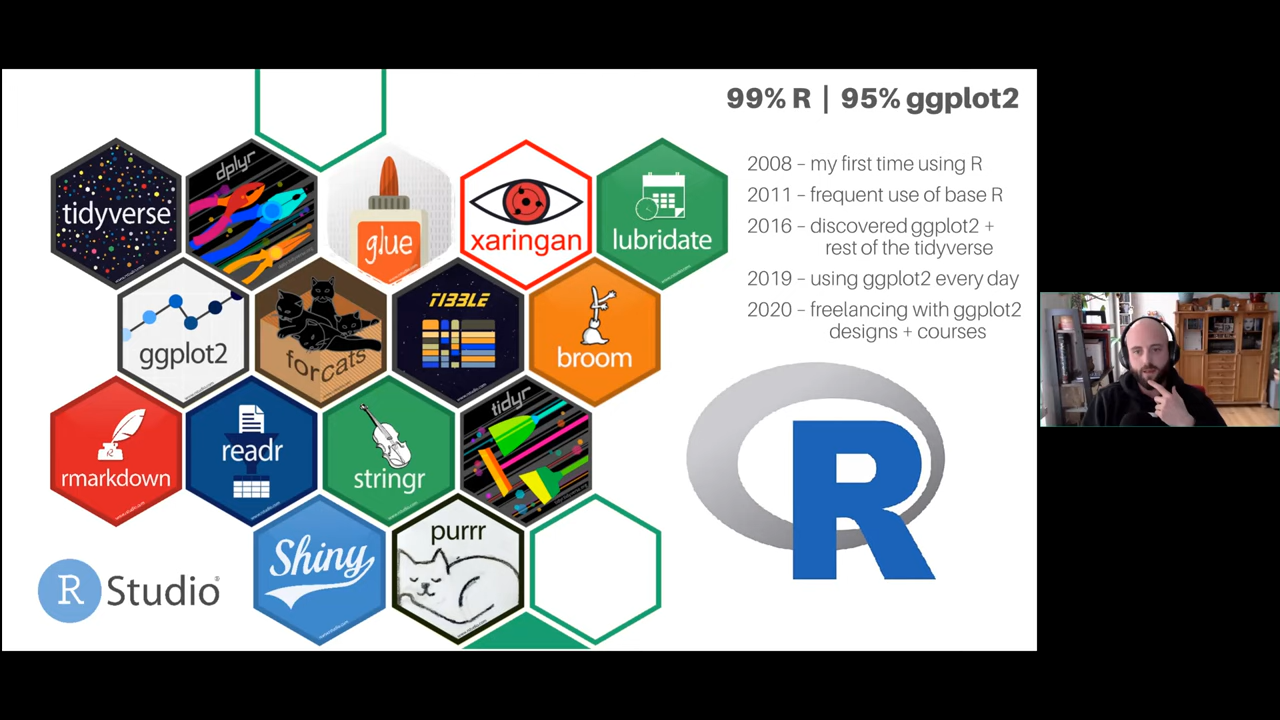 99% R | 95% ggplot2
2008 – my first time using R
2011 – frequent use of base R
2016 – discovered ggplot2 +
rest of the tidyverse
2019 – using ggplot2 every day
2020 – freelancing with ggplot2
designs + courses
tidyverse
dplyr
glue
xaringan
lubridate
ggplot2
forcats
TIBBLE
broom
rmarkdown
readr
stringr
tidyr
Shiny
purrr
R Studio®
R